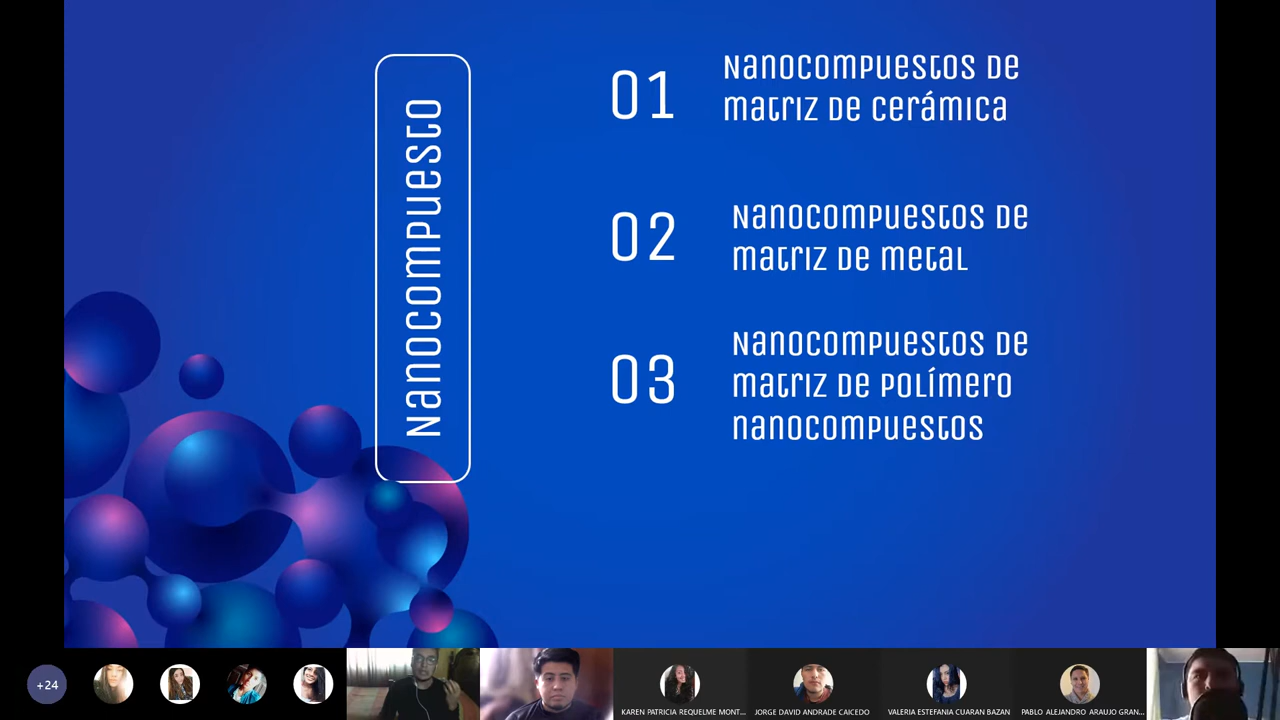 Nanocompuesto
01
Nanocompuestos de
matriz de cerámica
02
Nanocompuestos de
matriz de metal
03
Nanocompuestos de
matriz de polímero
nanocompuestos
+24
KAREN PATRICIA REQUELME MONT...
JORGE DAVID ANDRADE CAICEDO
VALERIA ESTEFANIA CUARAN BAZAN
PABLO ALEJANDRO ARAUJO GRAN...